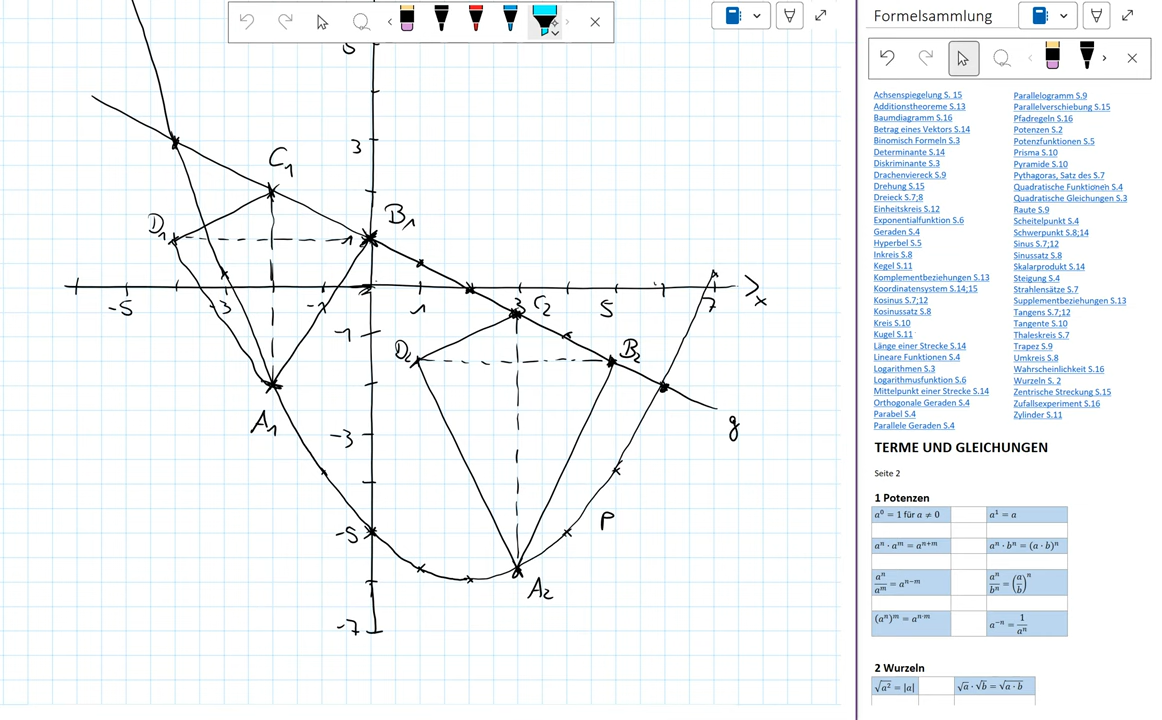 5
3
C₁
D₁
B₁
1
-5
-3
-1
1
3
C₂
5
7
x
-1
D₂
B₂
A₁
g
-3
-5
P
A₂
-7
Formelsammlung
Achsenspiegelung S. 15
Additionstheoreme S.13
Baumdiagramm S.16
Betrag eines Vektors S.14
Binomisch Formeln S.3
Determinante S.14
Diskriminante S.3
Drachenviereck S.9
Drehung S.15
Dreieck S.7;8
Einheitskreis S.12
Exponentialfunktion S.6
Geraden S.4
Hyperbel S.5
Inkreis S.8
Kegel S.11
Komplementbeziehungen S.13
Koordinatensystem S.14;15
Kosinus S.7;12
Kosinussatz S.8
Kreis S.10
Kugel S.11
Länge einer Strecke S.14
Lineare Funktionen S.4
Logarithmen S.3
Logarithmusfunktion S.6
Mittelpunkt einer Strecke S.14
Orthogonale Geraden S.4
Parabel S.4
Parallele Geraden S.4
Parallelogramm S.9
Parallelverschiebung S.15
Pfadregeln S.16
Potenzen S.2
Potenzfunktionen S.5
Prisma S.10
Pyramide S.10
Pythagoras, Satz des S.7
Quadratische Funktionen S.4
Quadratische Gleichungen S.3
Raute S.9
Scheitelpunkt S.4
Schwerpunkt S.8;14
Sinus S.7;12
Sinussatz S.8
Skalarprodukt S.14
Steigung S.4
Strahlensätze S.7
Supplementbeziehungen S.13
Tangens S.7;12
Tangente S.10
Thaleskreis S.7
Trapez S.9
Umkreis S.8
Wahrscheinlichkeit S.16
Wurzeln S. 2
Zentrische Streckung S.15
Zufallsexperiment S.16
Zylinder S.11
TERME UND GLEICHUNGEN
Seite 2
1 Potenzen
a⁰ = 1 für a ≠ 0 a¹ = a
aⁿ · aᵐ = aⁿ⁺ᵐ aⁿ · bⁿ = (a · b)ⁿ
aⁿ/aᵐ = aⁿ⁻ᵐ aⁿ/bⁿ = (a/b)ⁿ
(aⁿ)ᵐ = aⁿ·ᵐ a⁻ⁿ = 1/aⁿ
2 Wurzeln
√a² = |a| √a · √b = √a · b